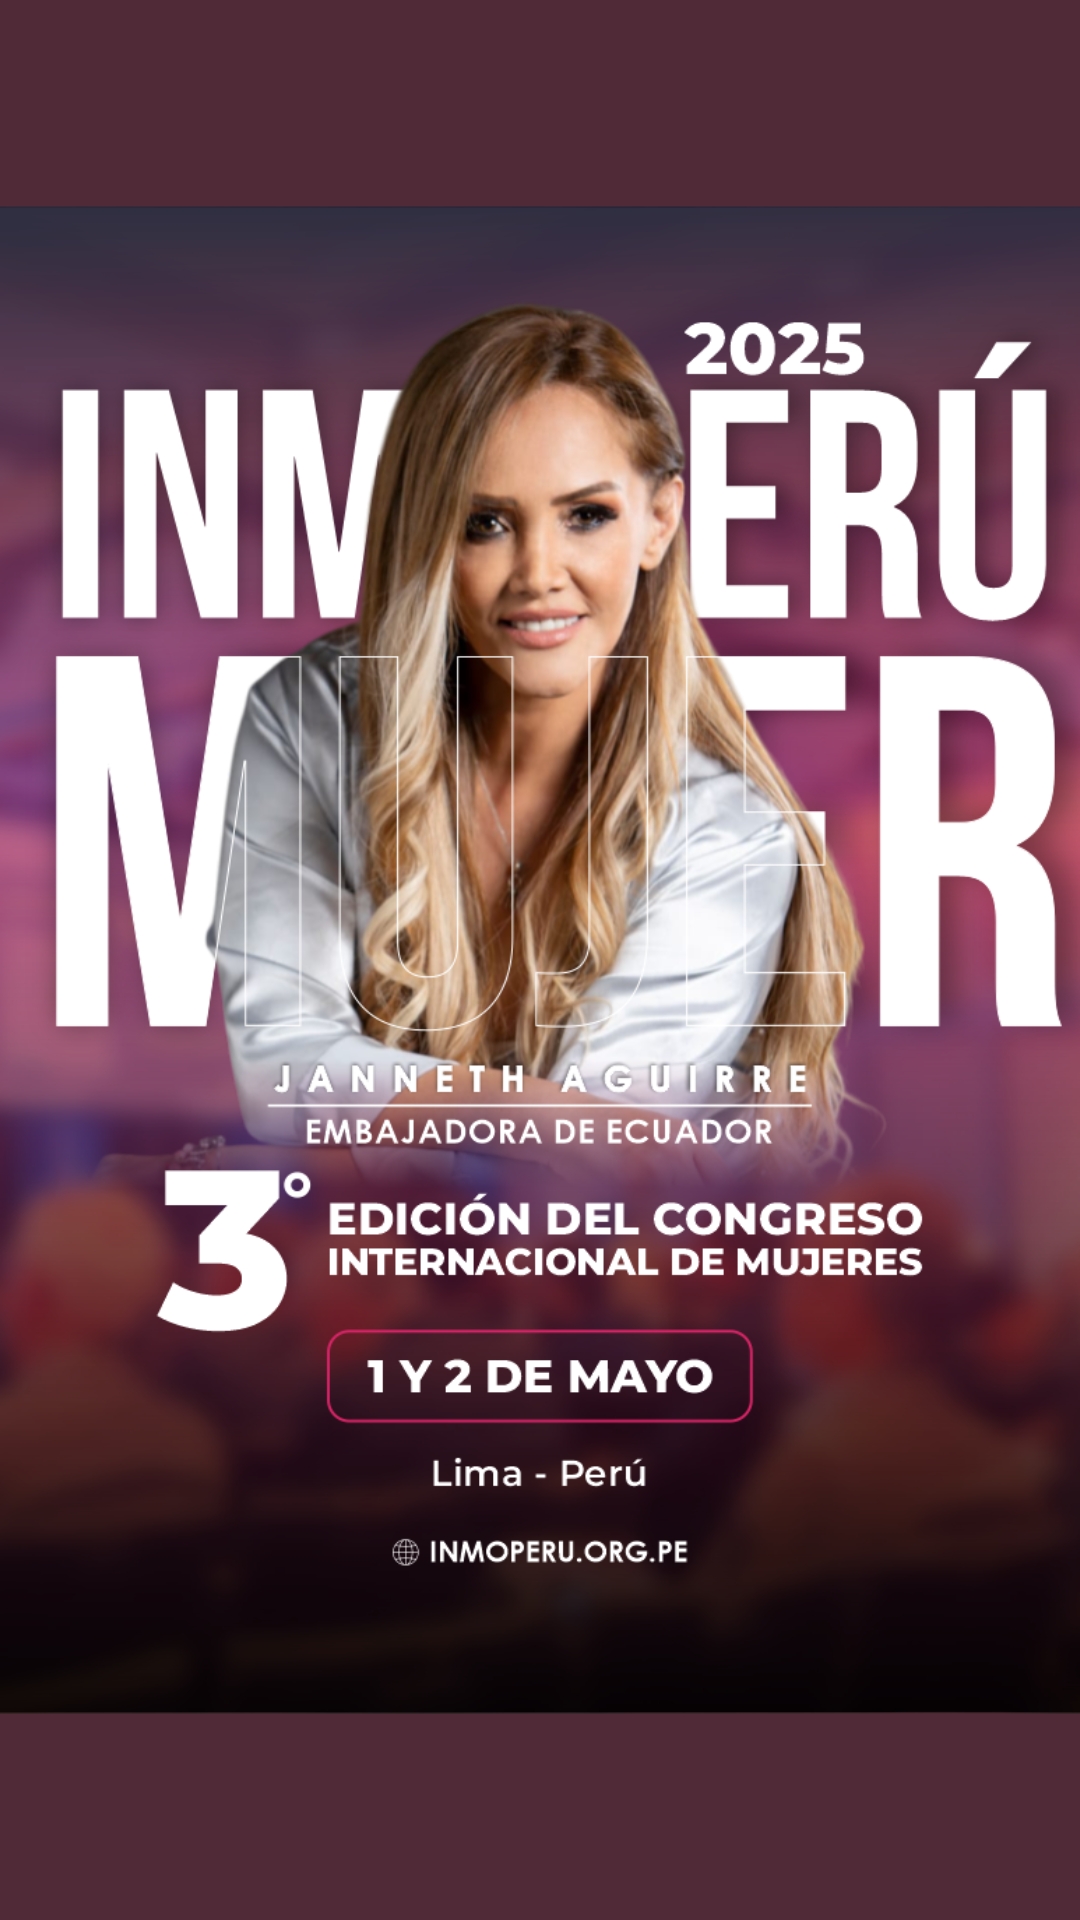 2025
INMOPERÚ
MUJER
JANNETH AGUIRRE
EMBAJADORA DE ECUADOR
3°
EDICIÓN DEL CONGRESO
INTERNACIONAL DE MUJERES
1 Y 2 DE MAYO
Lima - Perú
INMOPERU.ORG.PE